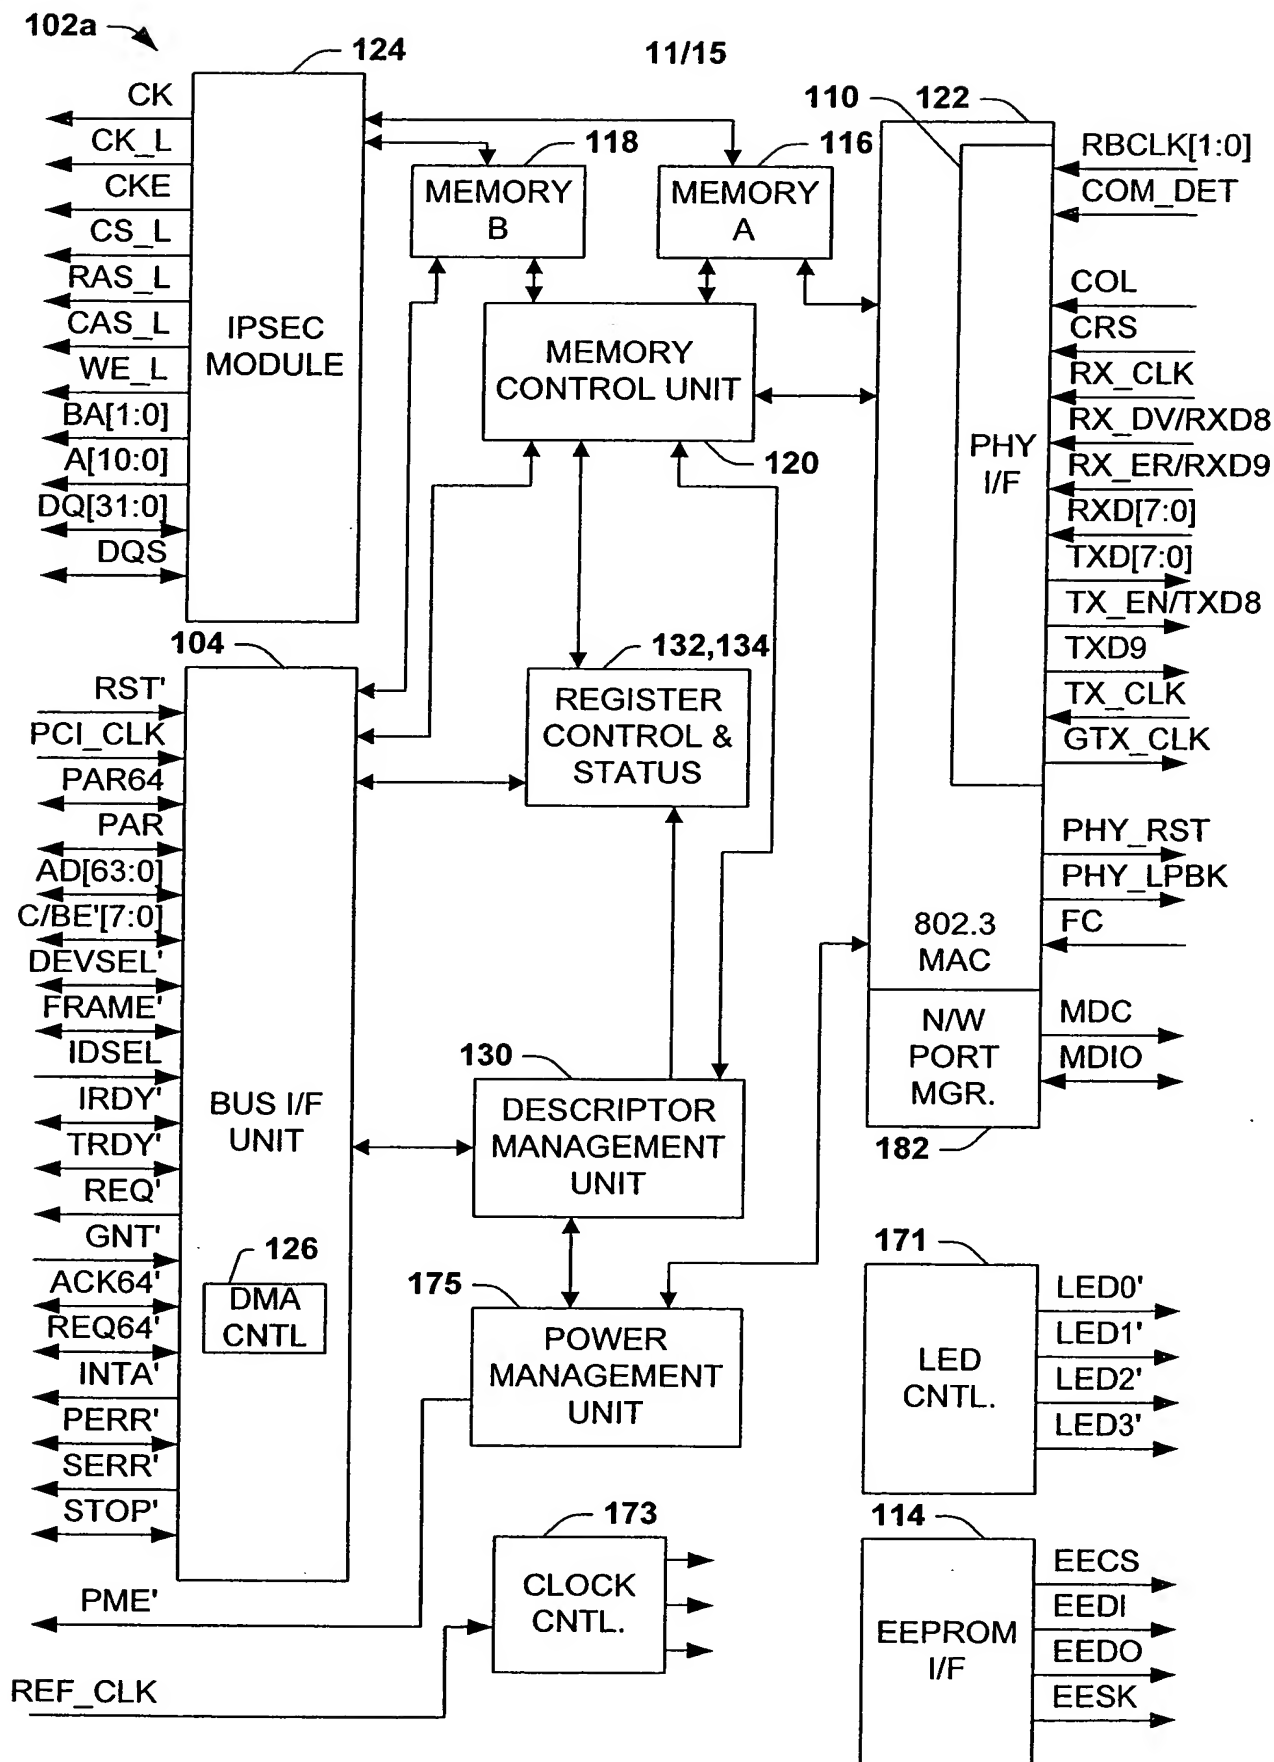 102a
11/15
124
CK
CK_L
CKE
CS_L
RAS_L
CAS_L
WE_L
BA[1:0]
A[10:0]
DQ[31:0]
DQS
IPSEC
MODULE
118
MEMORY
B
116
MEMORY
A
MEMORY
CONTROL UNIT
120
110
122
RBCLK[1:0]
COM_DET
COL
CRS
RX_CLK
RX_DV/RXD8
RX_ER/RXD9
RXD[7:0]
TXD[7:0]
TX_EN/TXD8
TXD9
TX_CLK
GTX_CLK
PHY
I/F
PHY_RST
PHY_LPBK
FC
802.3
MAC
MDC
MDIO
N/W
PORT
MGR.
182
104
RST'
PCI_CLK
PAR64
PAR
AD[63:0]
C/BE'[7:0]
DEVSEL'
FRAME'
IDSEL
IRDY'
TRDY'
REQ'
GNT'
ACK64'
REQ64'
INTA'
PERR'
SERR'
STOP'
BUS I/F
UNIT
126
DMA
CNTL
132,134
REGISTER
CONTROL &
STATUS
130
DESCRIPTOR
MANAGEMENT
UNIT
175
POWER
MANAGEMENT
UNIT
PME'
REF_CLK
173
CLOCK
CNTL.
171
LED
CNTL.
LED0'
LED1'
LED2'
LED3'
114
EEPROM
I/F
EECS
EEDI
EEDO
EESK